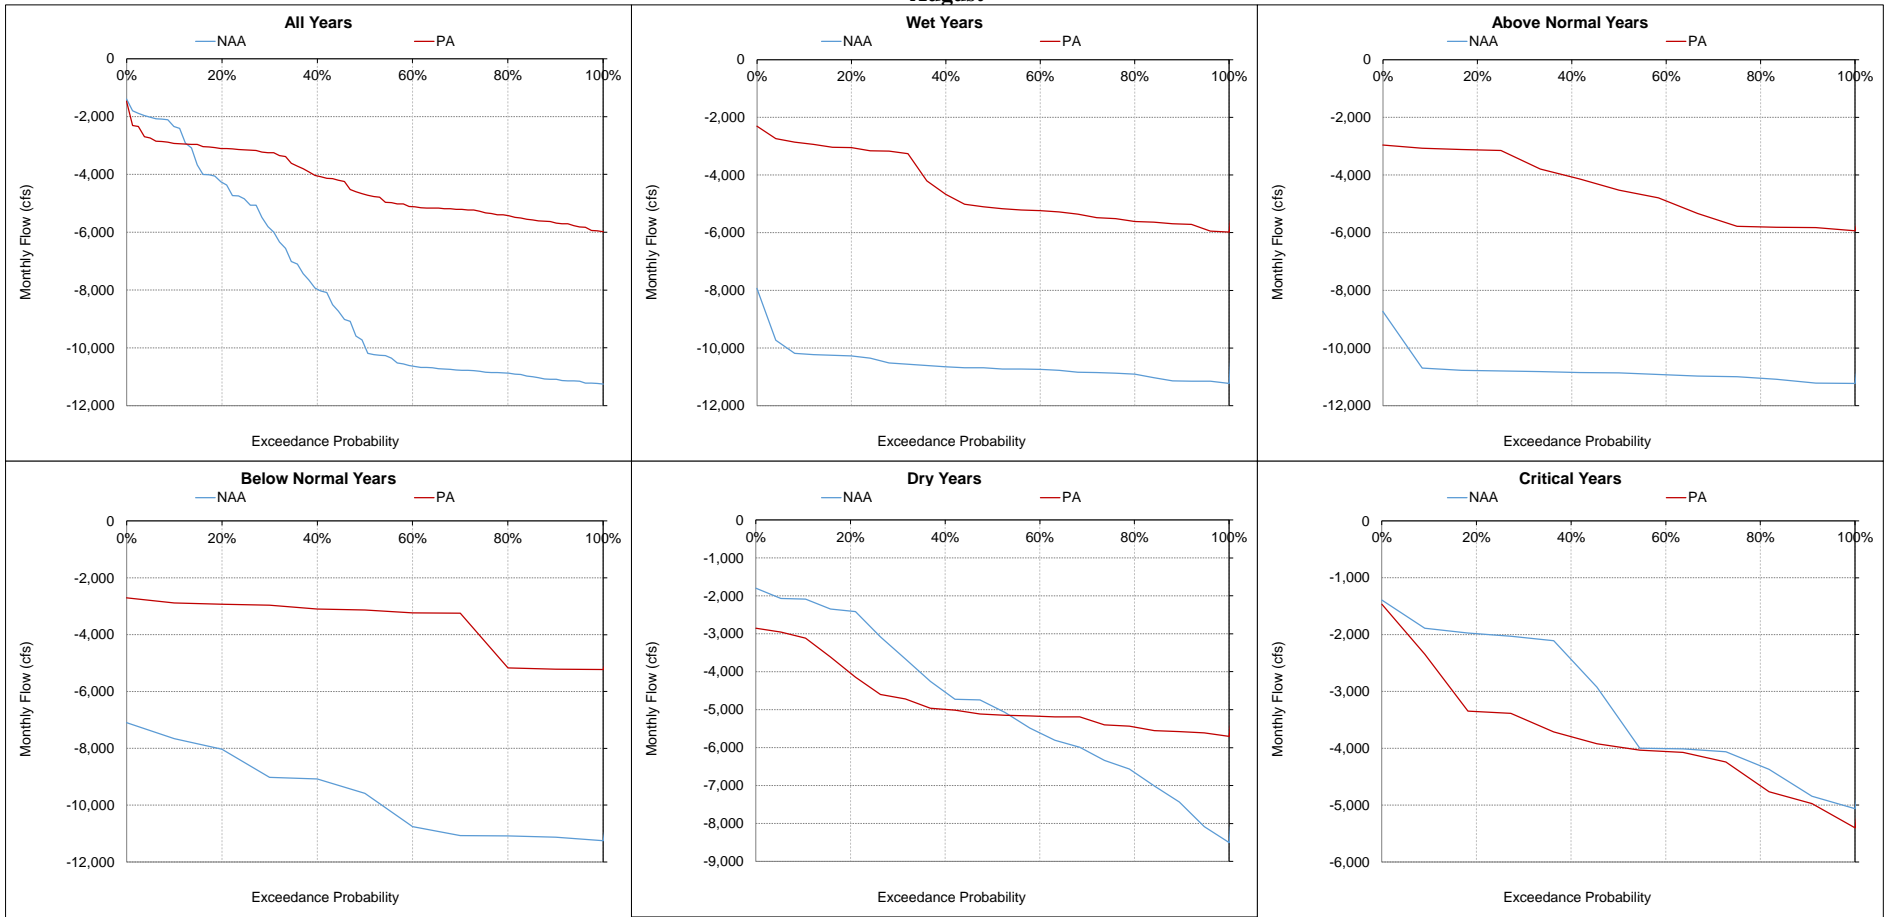 August
All Years
NAA PA
0
-2,000
-4,000
-6,000
-8,000
-10,000
-12,000
0% 20% 40% 60% 80% 100%
Monthly Flow (cfs)
Exceedance Probability
Wet Years
NAA PA
0
-2,000
-4,000
-6,000
-8,000
-10,000
-12,000
0% 20% 40% 60% 80% 100%
Monthly Flow (cfs)
Exceedance Probability
Above Normal Years
NAA PA
0
-2,000
-4,000
-6,000
-8,000
-10,000
-12,000
0% 20% 40% 60% 80% 100%
Monthly Flow (cfs)
Exceedance Probability
Below Normal Years
NAA PA
0
-2,000
-4,000
-6,000
-8,000
-10,000
-12,000
0% 20% 40% 60% 80% 100%
Monthly Flow (cfs)
Exceedance Probability
Dry Years
NAA PA
0
-1,000
-2,000
-3,000
-4,000
-5,000
-6,000
-7,000
-8,000
-9,000
0% 20% 40% 60% 80% 100%
Monthly Flow (cfs)
Exceedance Probability
Critical Years
NAA PA
0
-1,000
-2,000
-3,000
-4,000
-5,000
-6,000
0% 20% 40% 60% 80% 100%
Monthly Flow (cfs)
Exceedance Probability